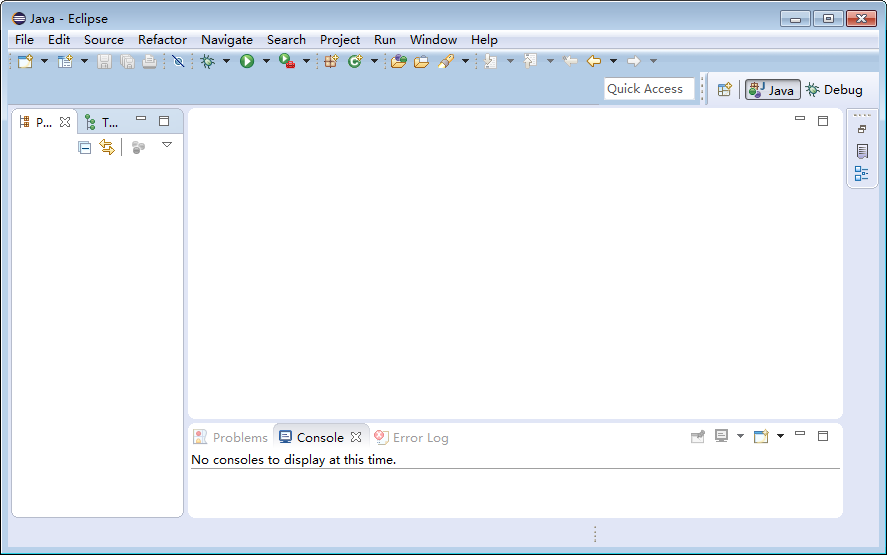 Java - Eclipse
File Edit Source Refactor Navigate Search Project Run Window Help
Quick Access Java Debug
P... T...
Problems Console Error Log
No consoles to display at this time.